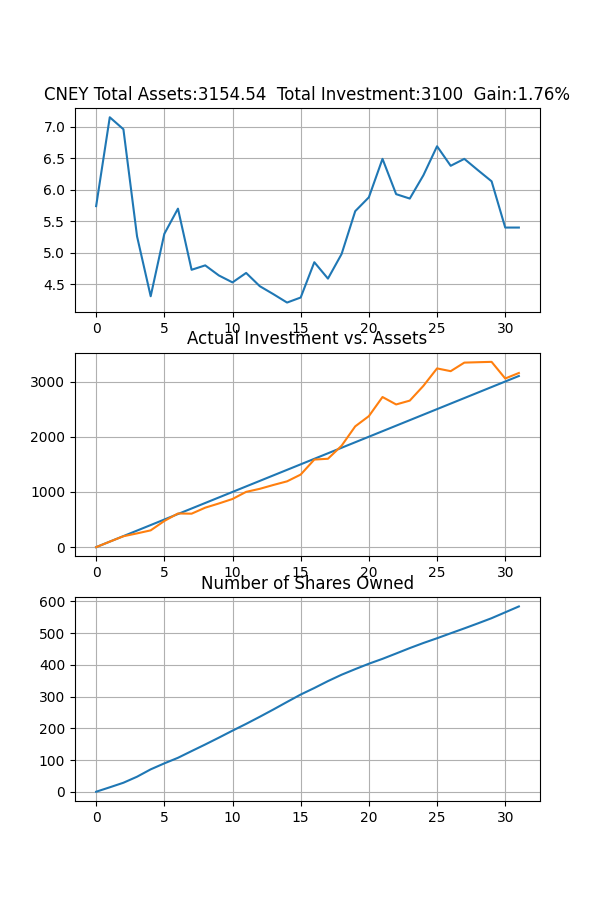 CNEY Total Assets:3154.54  Total Investment:3100  Gain:1.76%
7.0
6.5
6.0
5.5
5.0
4.5
0 5 10 15 20 25 30
Actual Investment vs. Assets
3000
2000
1000
0
0 5 10 15 20 25 30
Number of Shares Owned
600
500
400
300
200
100
0
0 5 10 15 20 25 30